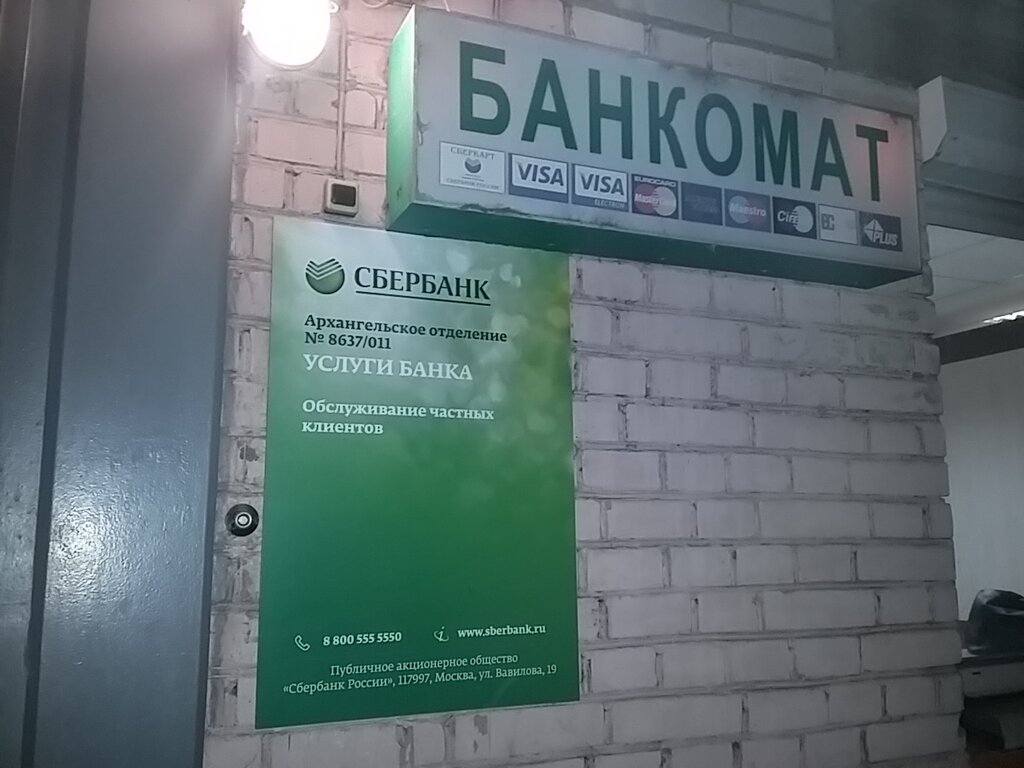 БАНКОМАТ
СБЕРКАРТ
СБЕРБАНК РОССИИ
VISA
VISA
ELECTRON
EUROCARD
MasterCard
Maestro
EC
PLUS
СБЕРБАНК
Архангельское отделение
№ 8637/011
УСЛУГИ БАНКА
Обслуживание частных
клиентов
8 800 555 5550
www.sberbank.ru
Публичное акционерное общество
«Сбербанк России», 117997, Москва, ул. Вавилова, 19